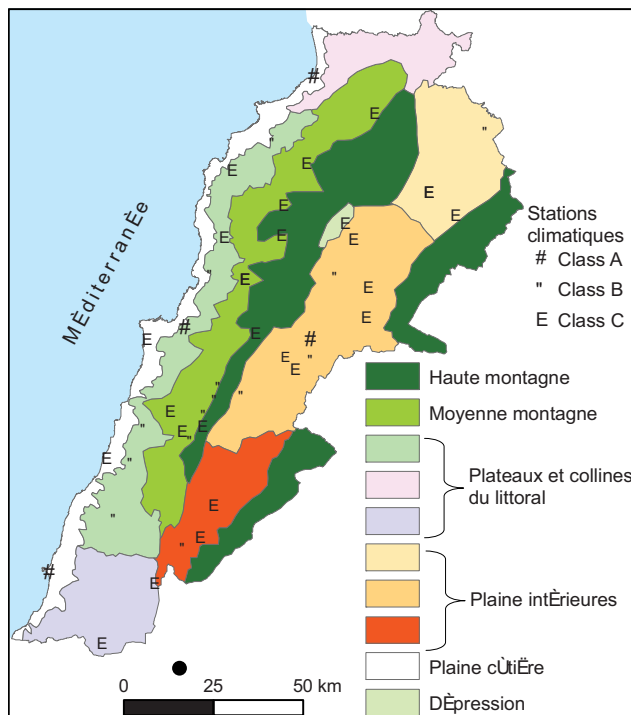 MÈditerranÈe
Stations
climatiques
# Class A
" Class B
E Class C
Haute montagne
Moyenne montagne
Plateaux et collines
du littoral
Plaine intÈrieures
Plaine cÙtiËre
DÈpression
0 25 50 km